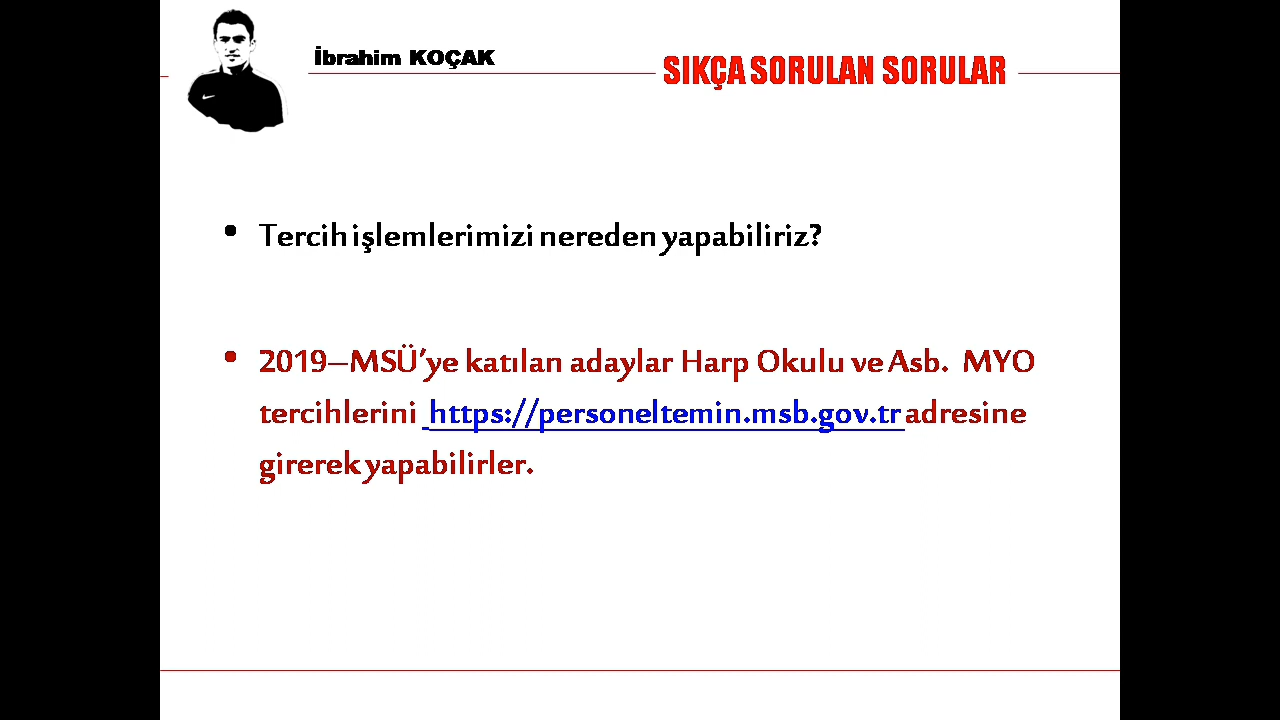 İbrahim KOÇAK
SIKÇA SORULAN SORULAR
• Tercih işlemlerimizi nereden yapabiliriz?
• 2019–MSÜ'ye katılan adaylar Harp Okulu ve Asb. MYO
tercihlerini https://personeltemin.msb.gov.tr adresine
girerek yapabilirler.